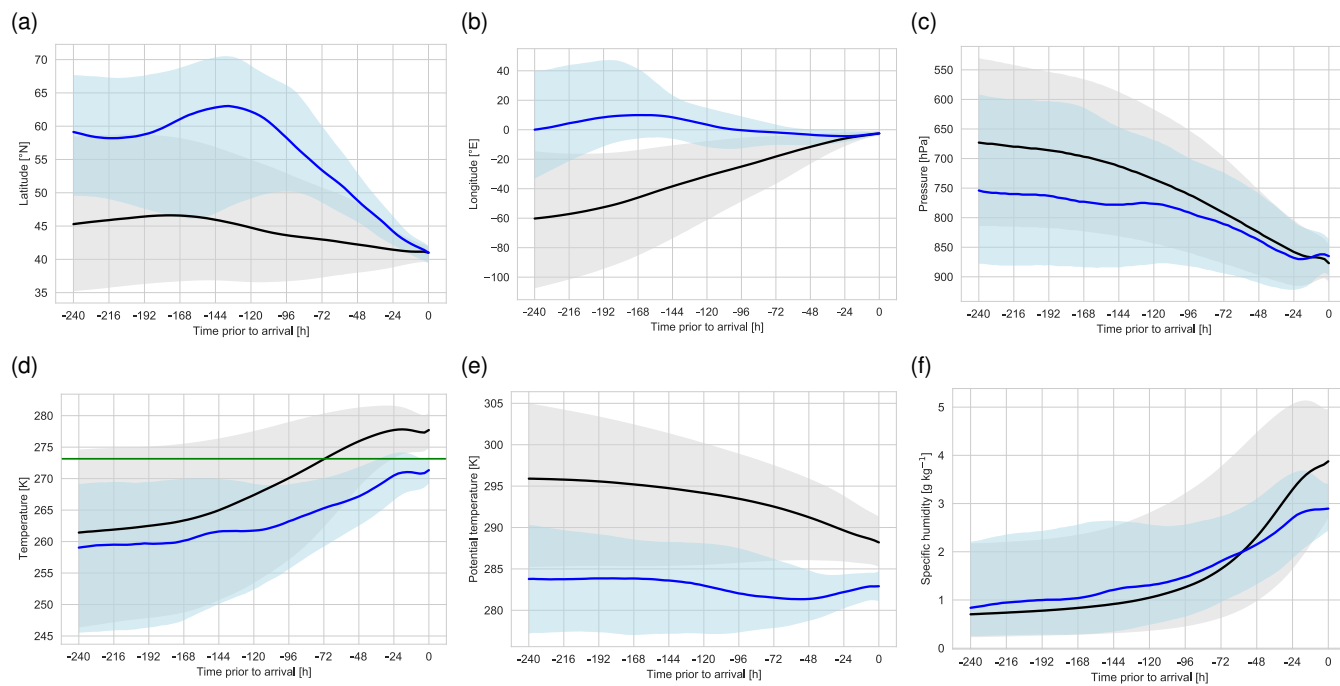 (a)
(b)
(c)
70
65
60
55
50
45
40
35
Latitude [°N]
-240 -216 -192 -168 -144 -120 -96 -72 -48 -24 0
Time prior to arrival [h]
40
20
0
−20
−40
−60
−80
−100
Longitude [°E]
-240 -216 -192 -168 -144 -120 -96 -72 -48 -24 0
Time prior to arrival [h]
550
600
650
700
750
800
850
900
Pressure [hPa]
-240 -216 -192 -168 -144 -120 -96 -72 -48 -24 0
Time prior to arrival [h]
(d)
(e)
(f)
280
275
270
265
260
255
250
245
Temperature [K]
-240 -216 -192 -168 -144 -120 -96 -72 -48 -24 0
Time prior to arrival [h]
305
300
295
290
285
280
Potential temperature [K]
-240 -216 -192 -168 -144 -120 -96 -72 -48 -24 0
Time prior to arrival [h]
5
4
3
2
1
0
Specific humidity [g kg⁻¹]
-240 -216 -192 -168 -144 -120 -96 -72 -48 -24 0
Time prior to arrival [h]